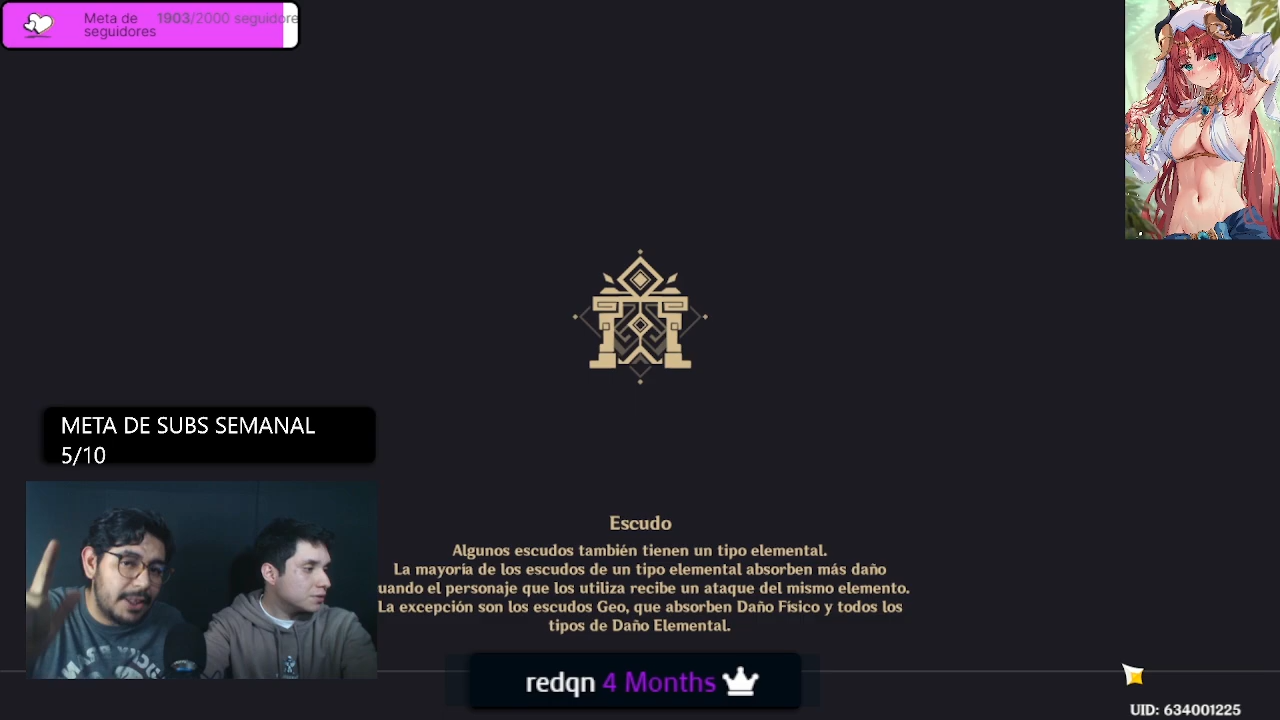 Meta de seguidores
1903/2000 seguidore
META DE SUBS SEMANAL
5/10
Escudo
Algunos escudos también tienen un tipo elemental.
La mayoría de los escudos de un tipo elemental absorben más daño
uando el personaje que los utiliza recibe un ataque del mismo elemento.
La excepción son los escudos Geo, que absorben Daño Físico y todos los
tipos de Daño Elemental.
redqn 4 Months
UID: 634001225